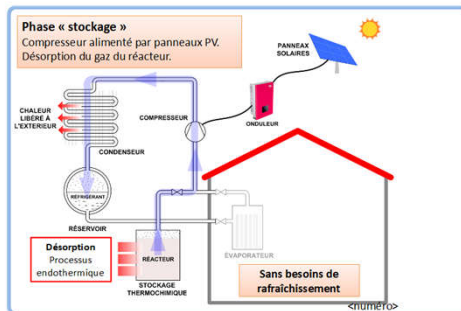 Phase « stockage »
Compresseur alimenté par panneaux PV.
Désorption du gaz du réacteur.
PANNEAUX
SOLAIRES
CHALEUR
LIBÉRÉ À
L'EXTERIEUR
COMPRESSEUR
ONDULEUR
CONDENSEUR
RÉFRIGÉRANT
RÉSERVOIR
Désorption
Processus
endothermique
RÉACTEUR
STOCKAGE
THERMOCHIMIQUE
ÉVAPORATEUR
Sans besoins de
rafraîchissement
<numéro>